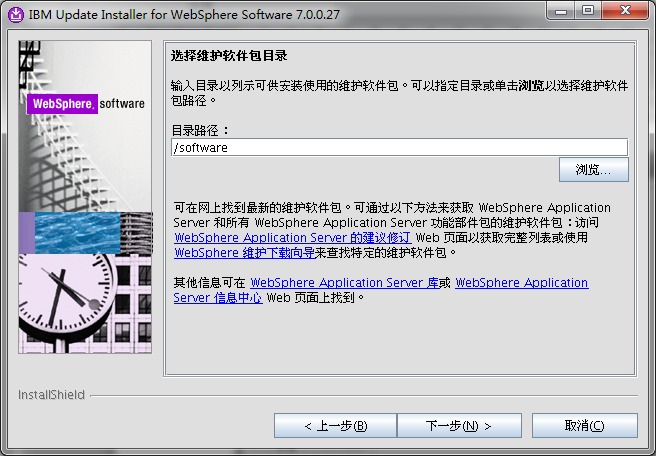 IBM Update Installer for WebSphere Software 7.0.0.27
WebSphere. software
选择维护软件包目录
输入目录以列示可供安装使用的维护软件包。可以指定目录或单击浏览以选择维护软件
包路径。
目录路径：
/software
浏览...
可在网上找到最新的维护软件包。可通过以下方法来获取 WebSphere Application
Server 和所有 WebSphere Application Server 功能部件包的维护软件包：访问
WebSphere Application Server 的建议修订 Web 页面以获取完整列表或使用
WebSphere 维护下载向导来查找特定的维护软件包。
其他信息可在 WebSphere Application Server 库或 WebSphere Application
Server 信息中心 Web 页面上找到。
InstallShield
< 上一步(B)
下一步(N) >
取消(C)